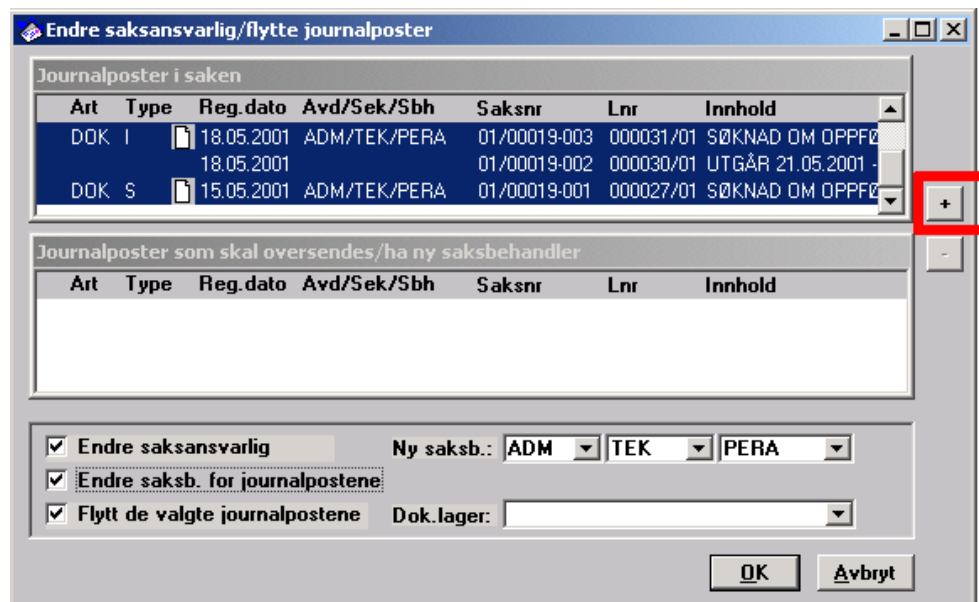 Endre saksansvarlig/flytte journalposter
Journalposter i saken
Art Type Reg.dato Avd/Sek/Sbh Saksnr Lnr Innhold
DOK I 18.05.2001 ADM/TEK/PERA 01/00019-003 000031/01 SØKNAD OM OPPFØ
18.05.2001 01/00019-002 000030/01 UTGÅR 21.05.2001 -
DOK S 15.05.2001 ADM/TEK/PERA 01/00019-001 000027/01 SØKNAD OM OPPFØ
+
Journalposter som skal oversendes/ha ny saksbehandler
-
Art Type Reg.dato Avd/Sek/Sbh Saksnr Lnr Innhold
Endre saksansvarlig Ny saksb.: ADM TEK PERA
Endre saksb. for journalpostene
Flytt de valgte journalpostene Dok.lager:
OK Avbryt